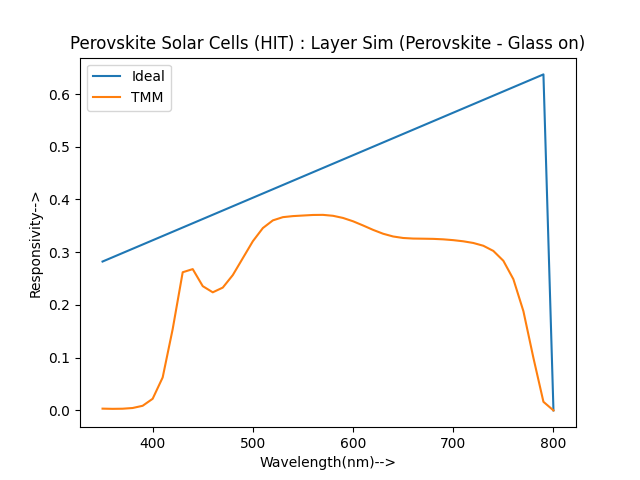 Perovskite Solar Cells (HIT) : Layer Sim (Perovskite - Glass on)
Ideal
TMM
Responsivity-->
0.6
0.5
0.4
0.3
0.2
0.1
0.0
400 500 600 700 800
Wavelength(nm)-->